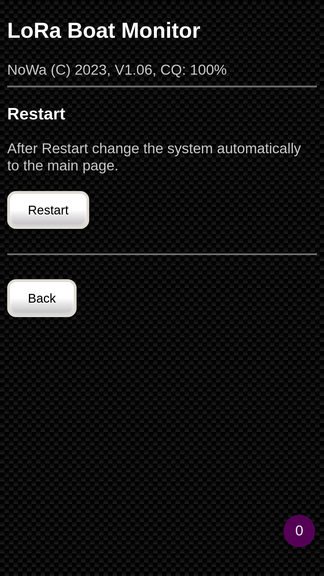 LoRa Boat Monitor
NoWa (C) 2023, V1.06, CQ: 100%
Restart
After Restart change the system automatically
to the main page.
Restart
Back
0